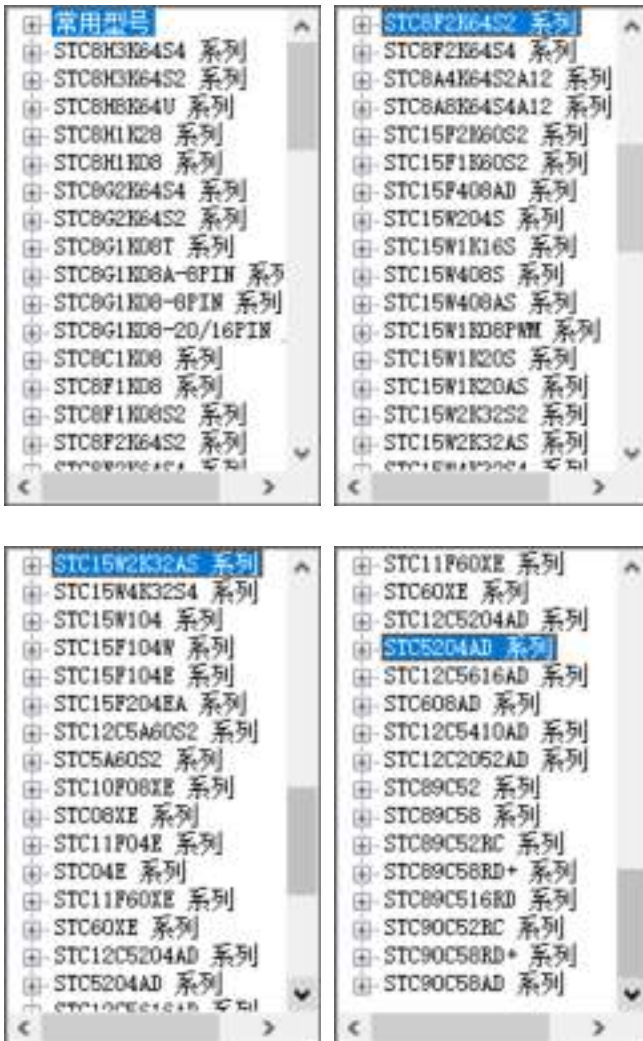 常用型号
STC8H3K64S4 系列
STC8H3K64S2 系列
STC8H8K64U 系列
STC8H1K28 系列
STC8H1K08 系列
STC8G2K64S4 系列
STC8G2K64S2 系列
STC8G1K08T 系列
STC8G1K08A-8PIN 系
STC8G1K08-8PIN 系列
STC8G1K08-20/16PIN
STC8C1K08 系列
STC8F1K08 系列
STC8F1K08S2 系列
STC8F2K64S2 系列
STC8F2K64S4 系列
STC8F2K64S2 系列
STC8F2K64S4 系列
STC8A4K64S2A12 系列
STC8A8K64S4A12 系列
STC15F2K60S2 系列
STC15F1K60S2 系列
STC15F408AD 系列
STC15W204S 系列
STC15W1K16S 系列
STC15W408S 系列
STC15W408AS 系列
STC15W1K08PWM 系列
STC15W1K20S 系列
STC15W1K20AS 系列
STC15W2K32S2 系列
STC15W2K32AS 系列
STC15W4K32S4 系列
STC15W2K32AS 系列
STC15W4K32S4 系列
STC15W104 系列
STC15F104W 系列
STC15F104E 系列
STC15F204EA 系列
STC12C5A60S2 系列
STC5A60S2 系列
STC10F08XE 系列
STC08XE 系列
STC11F04E 系列
STC04E 系列
STC11F60XE 系列
STC60XE 系列
STC12C5204AD 系列
STC5204AD 系列
STC12C5616AD 系列
STC11F60XE 系列
STC60XE 系列
STC12C5204AD 系列
STC5204AD 系列
STC12C5616AD 系列
STC608AD 系列
STC12C5410AD 系列
STC12C2052AD 系列
STC89C52 系列
STC89C58 系列
STC89C52RC 系列
STC89C58RD+ 系列
STC89C516RD 系列
STC90C52RC 系列
STC90C58RD+ 系列
STC90C58AD 系列